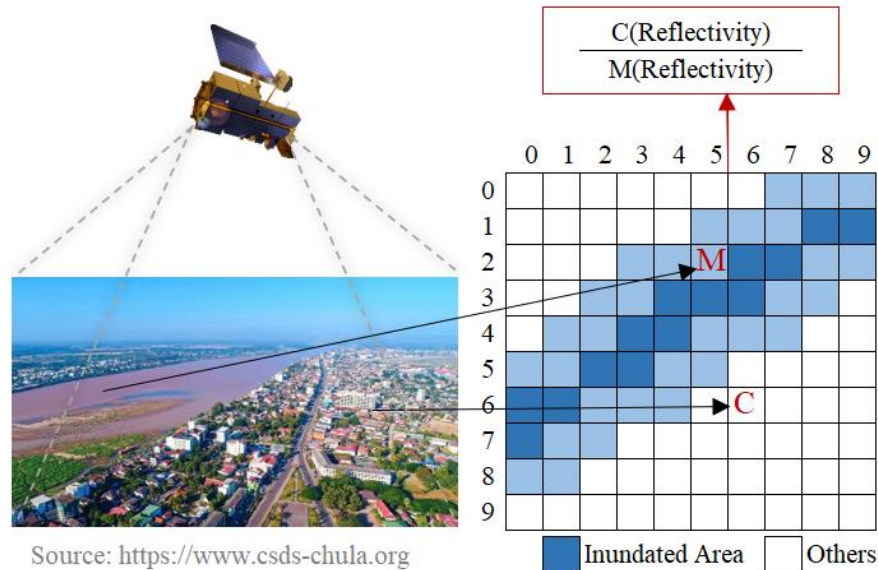 C(Reflectivity)
M(Reflectivity)
0 1 2 3 4 5 6 7 8 9
0
1
2 M
3
4
5
6 C
7
8
9
Source: https://www.csds-chula.org
Inundated Area Others